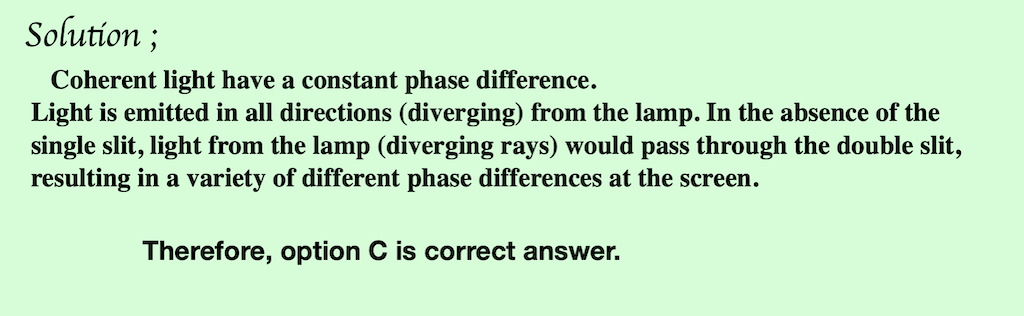 Solution ;
Coherent light have a constant phase difference.
Light is emitted in all directions (diverging) from the lamp. In the absence of the
single slit, light from the lamp (diverging rays) would pass through the double slit,
resulting in a variety of different phase differences at the screen.
Therefore, option C is correct answer.